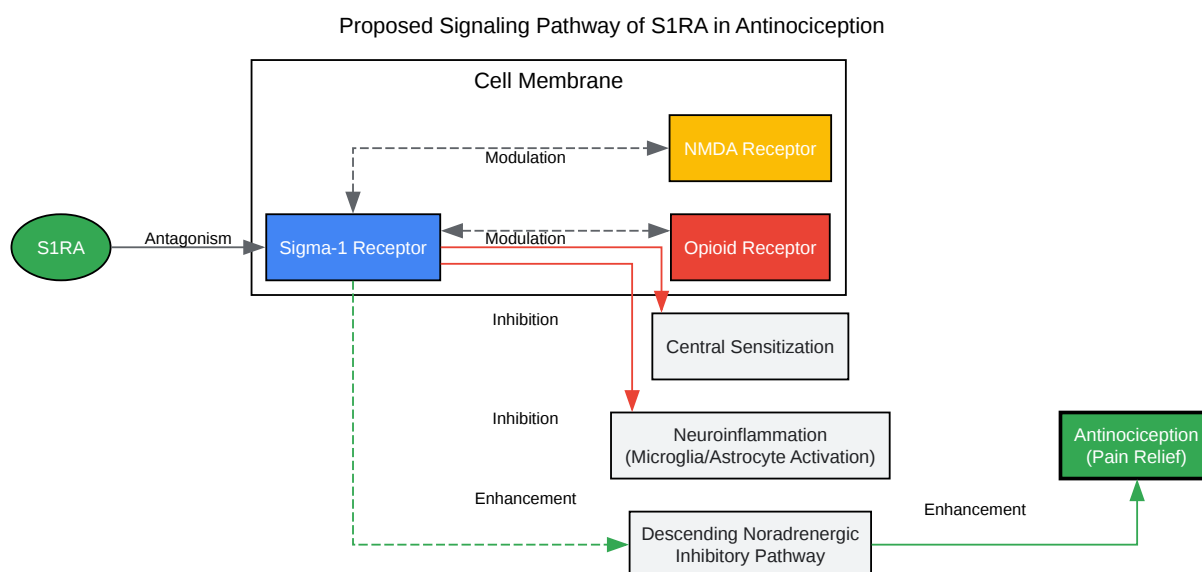 Proposed Signaling Pathway of S1RA in Antinociception
Cell Membrane
NMDA Receptor
Modulation
S1RA
Antagonism
Sigma-1 Receptor
Modulation
Opioid Receptor
Inhibition
Central Sensitization
Inhibition
Neuroinflammation
(Microglia/Astrocyte Activation)
Antinociception
(Pain Relief)
Enhancement
Descending Noradrenergic
Inhibitory Pathway
Enhancement